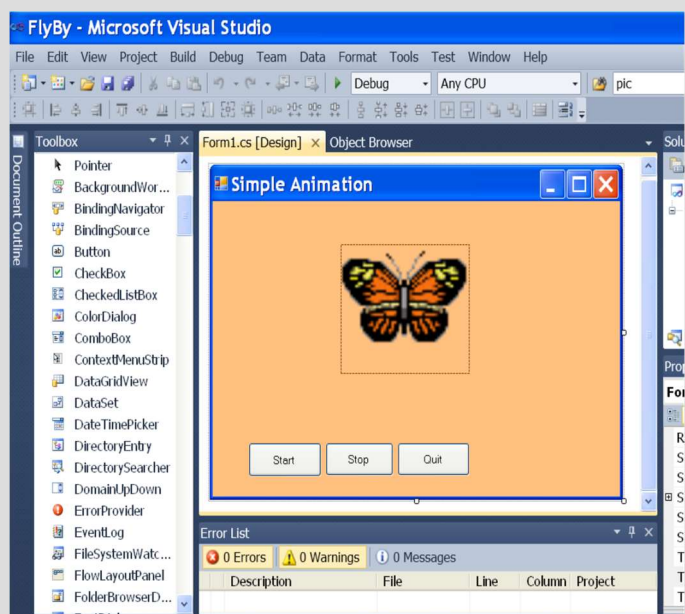 FlyBy - Microsoft Visual Studio
File Edit View Project Build Debug Team Data Format Tools Test Window Help
Debug Any CPU pic
Document Outline
Toolbox
Pointer
BackgroundWor...
BindingNavigator
BindingSource
Button
CheckBox
CheckedListBox
ColorDialog
ComboBox
ContextMenuStrip
DataGridView
DataSet
DateTimePicker
DirectoryEntry
DirectorySearcher
DomainUpDown
ErrorProvider
EventLog
FileSystemWatc...
FlowLayoutPanel
FolderBrowserD...
Form1.cs [Design] Object Browser
Simple Animation
Start Stop Quit
Error List
0 Errors 0 Warnings 0 Messages
Description File Line Column Project
Solu
Prop
For
R
S
S
S
S
S
T
T
T